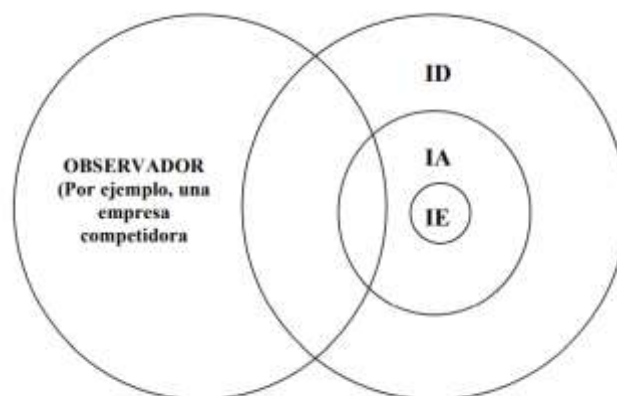 OBSERVADOR
(Por ejemplo, una
empresa
competidora
ID
IA
IE